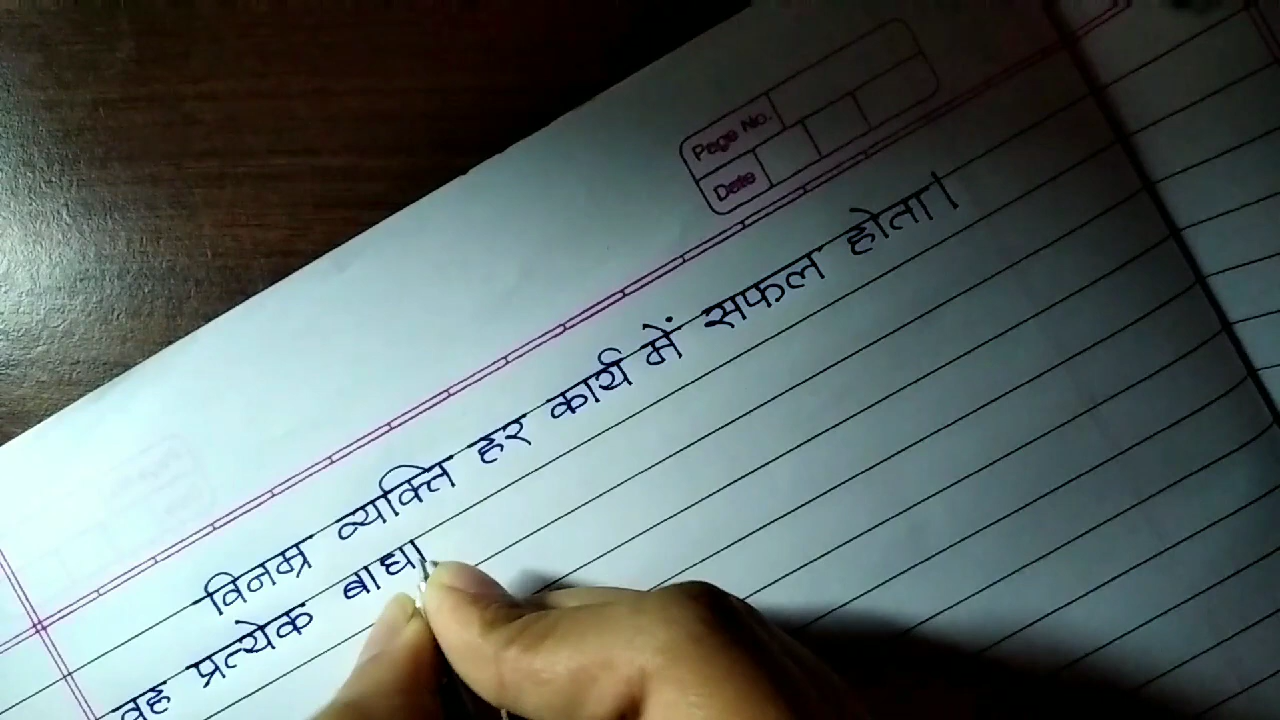 Page No.
Date
विनम्र व्यक्ति हर कार्य में सफल होता।
वह प्रत्येक बाधा